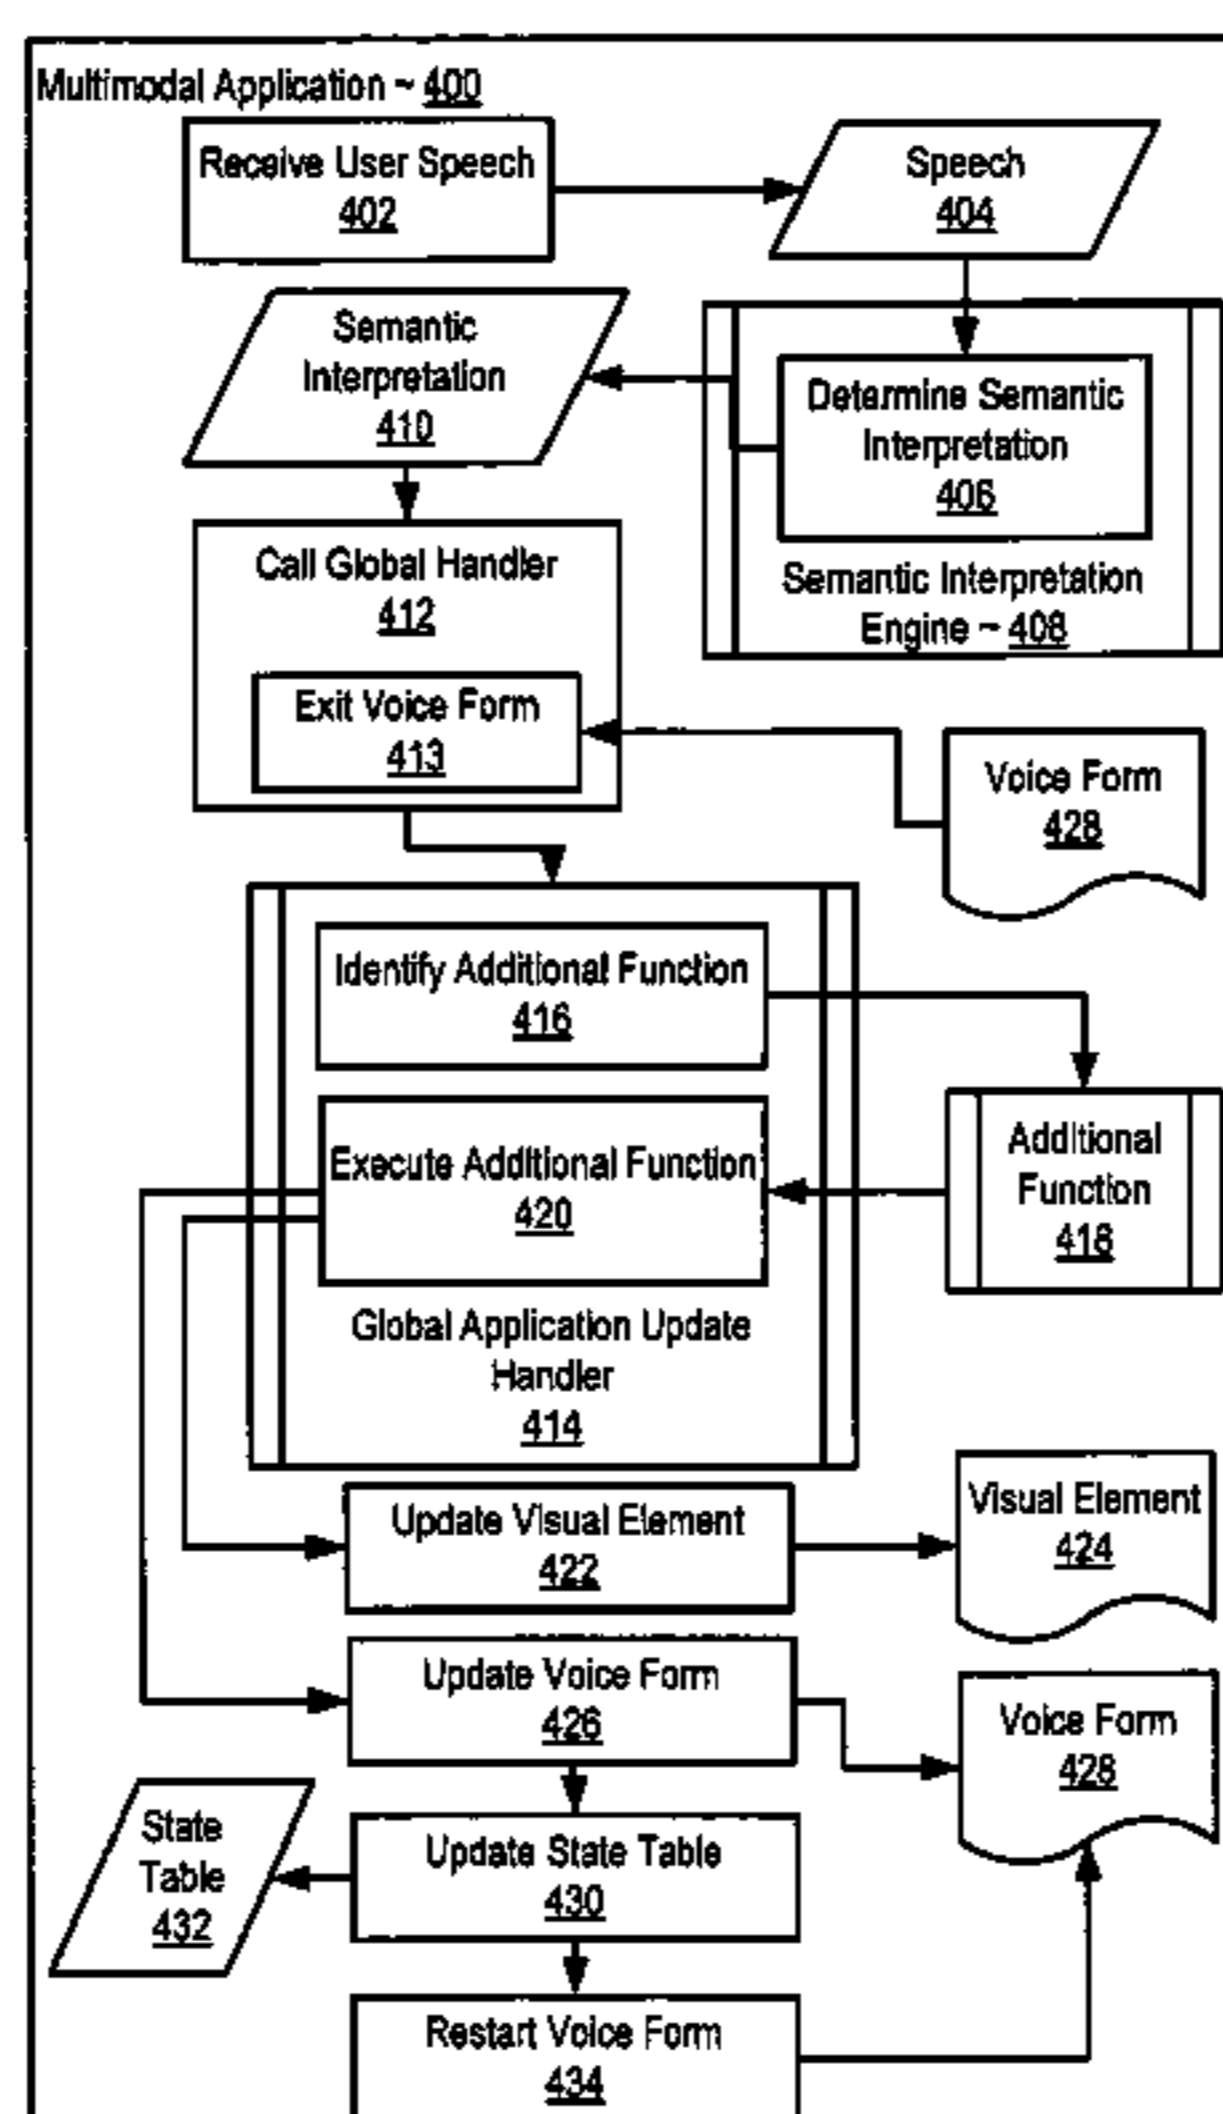 Multimodal Application ~ 400
Receive User Speech
402
Speech
404
Semantic
Interpretation
410
Determine Semantic
Interpretation
406
Semantic Interpretation
Engine ~ 408
Call Global Handler
412
Exit Voice Form
413
Voice Form
428
Identify Additional Function
416
Additional
Function
418
Execute Additional Function
420
Global Application Update
Handler
414
Update Visual Element
422
Visual Element
424
Update Voice Form
426
Voice Form
428
State
Table
432
Update State Table
430
Restart Voice Form
434